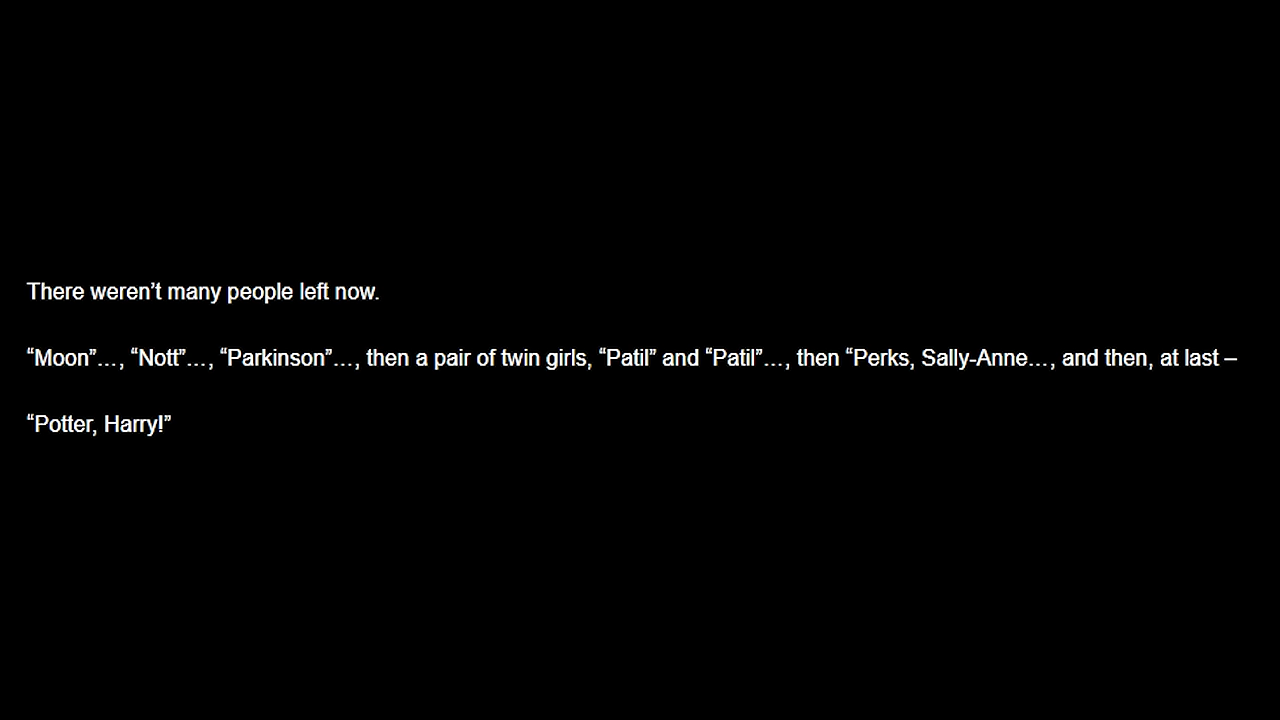 There weren’t many people left now.
“Moon”…, “Nott”…, “Parkinson”…, then a pair of twin girls, “Patil” and “Patil”…, then “Perks, Sally-Anne…, and then, at last –
“Potter, Harry!”